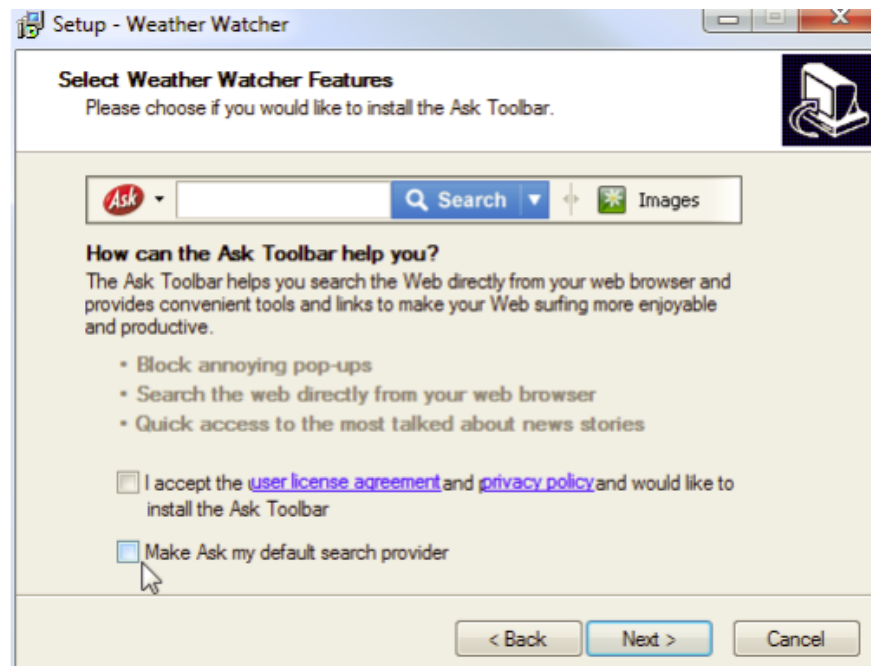 Setup - Weather Watcher
Select Weather Watcher Features
Please choose if you would like to install the Ask Toolbar.
Ask Search Images
How can the Ask Toolbar help you?
The Ask Toolbar helps you search the Web directly from your web browser and
provides convenient tools and links to make your Web surfing more enjoyable
and productive.
• Block annoying pop-ups
• Search the web directly from your web browser
• Quick access to the most talked about news stories
I accept the user license agreement and privacy policy and would like to
install the Ask Toolbar
Make Ask my default search provider
< Back Next > Cancel